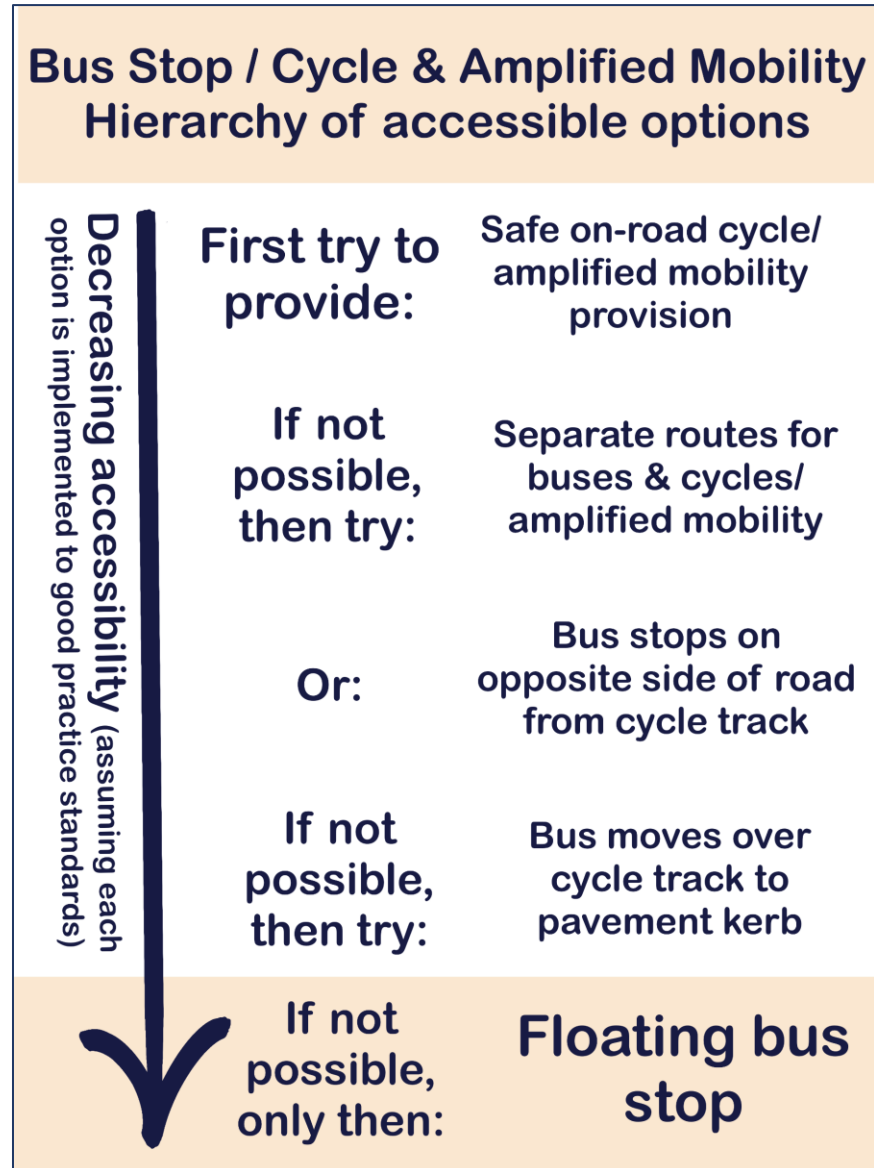 Bus Stop / Cycle & Amplified Mobility
Hierarchy of accessible options
Decreasing accessibility (assuming each
option is implemented to good practice standards)
First try to
provide:
Safe on-road cycle/
amplified mobility
provision
If not
possible,
then try:
Separate routes for
buses & cycles/
amplified mobility
Or:
Bus stops on
opposite side of road
from cycle track
If not
possible,
then try:
Bus moves over
cycle track to
pavement kerb
If not
possible,
only then:
Floating bus
stop